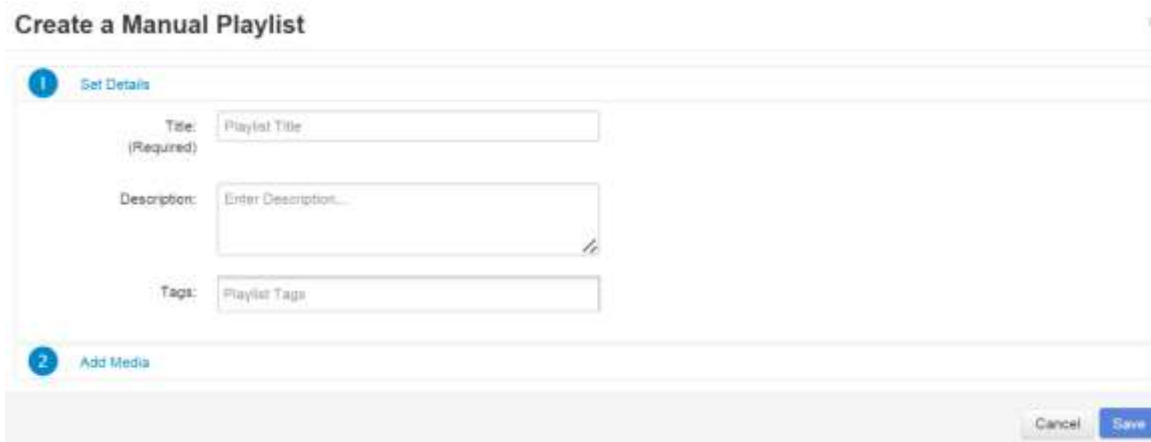 Create a Manual Playlist
1 Set Details
Title: Playlist Title
(Required)
Description: Enter Description...
Tags: Playlist Tags
2 Add Media
Cancel Save